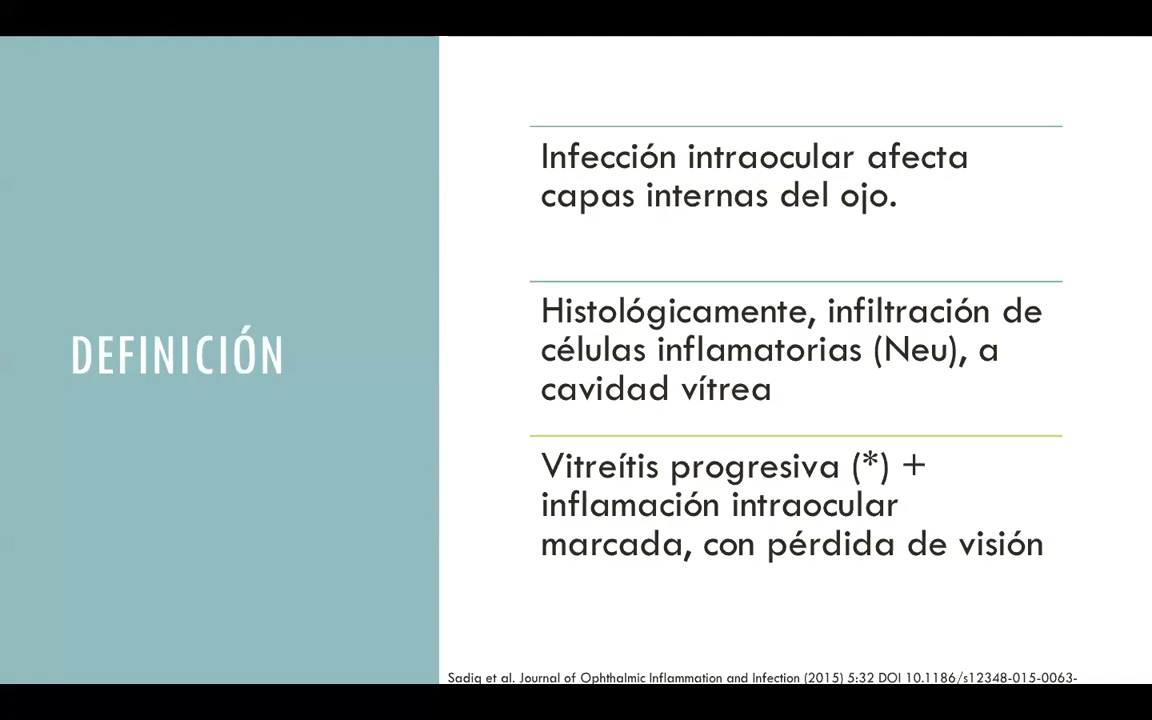 DEFINICIÓN
Infección intraocular afecta
capas internas del ojo.
Histológicamente, infiltración de
células inflamatorias (Neu), a
cavidad vítrea
Vitreítis progresiva (*) +
inflamación intraocular
marcada, con pérdida de visión
Sadiq et al. Journal of Ophthalmic Inflammation and Infection (2015) 5:32 DOI 10.1186/s12348-015-0063-